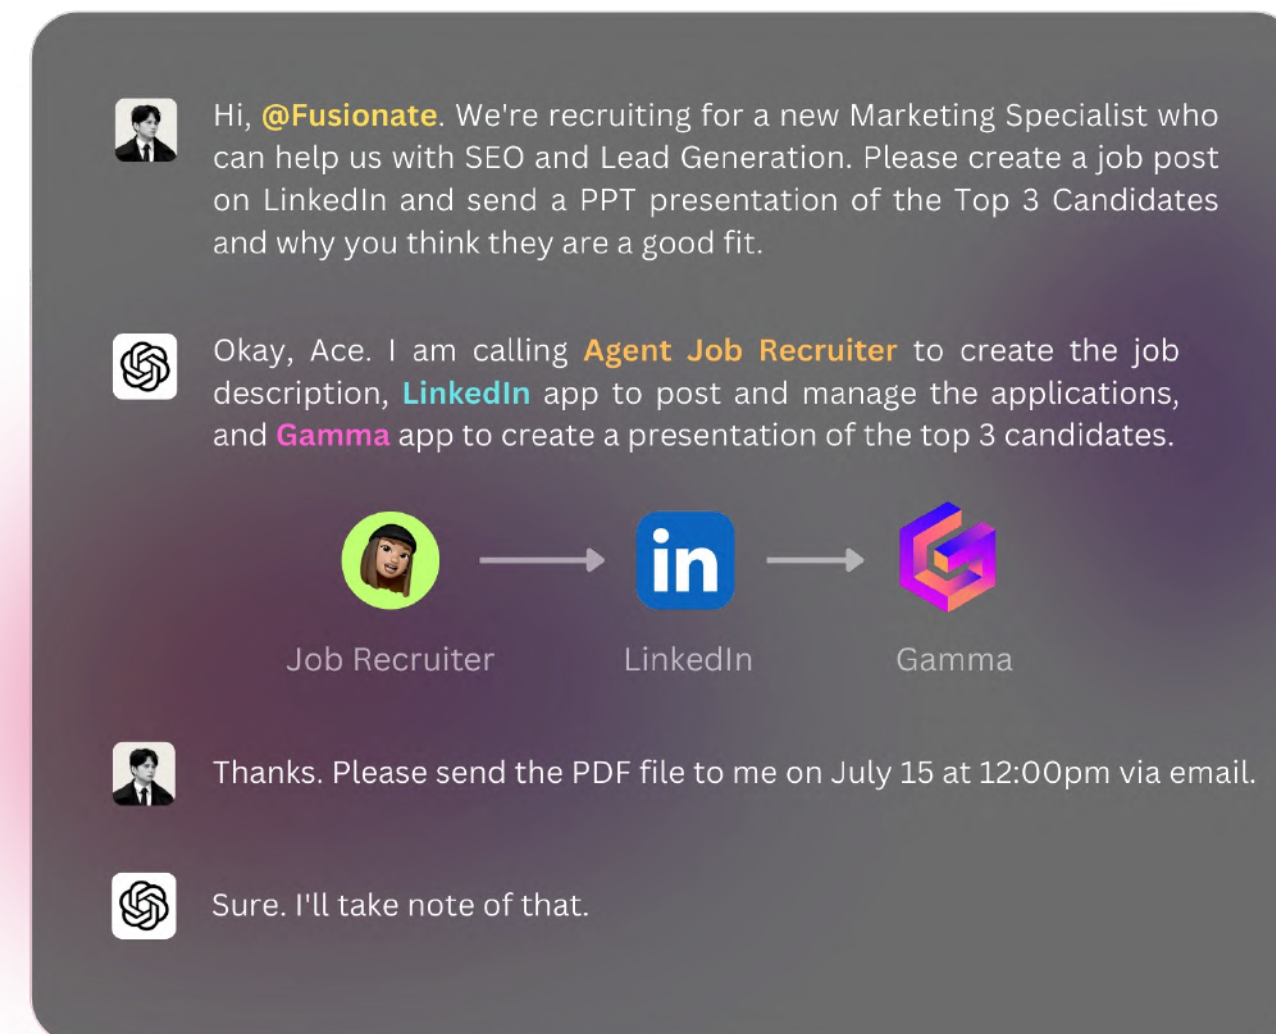 Hi, @Fusionate. We're recruiting for a new Marketing Specialist who
can help us with SEO and Lead Generation. Please create a job post
on LinkedIn and send a PPT presentation of the Top 3 Candidates
and why you think they are a good fit.
Okay, Ace. I am calling Agent Job Recruiter to create the job
description, LinkedIn app to post and manage the applications,
and Gamma app to create a presentation of the top 3 candidates.
in
Job Recruiter
LinkedIn
Gamma
Thanks. Please send the PDF file to me on July 15 at 12:00pm via email.
Sure. I'll take note of that.